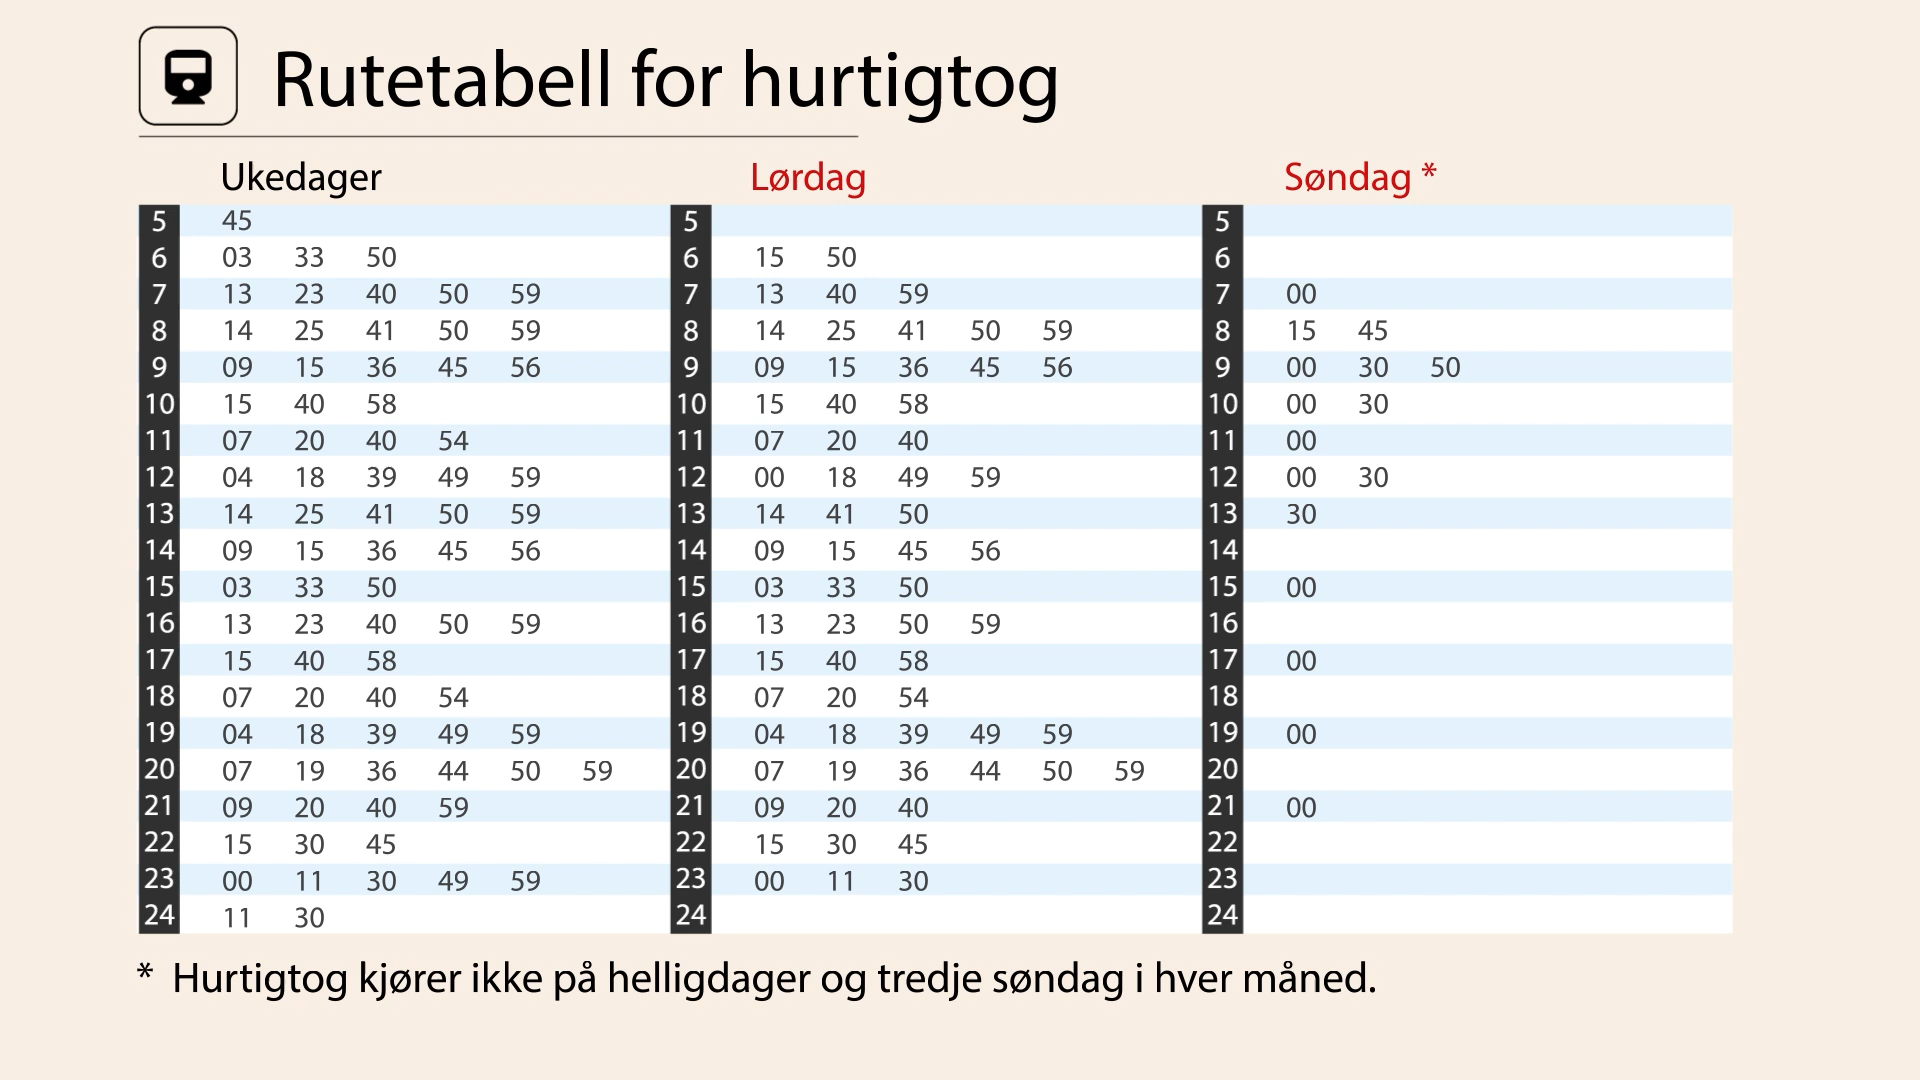 Rutetabell for hurtigtog
Ukedager Lørdag Søndag *
5 45 5 5
6 03 33 50 6 15 50 6
7 13 23 40 50 59 7 13 40 59 7 00
8 14 25 41 50 59 8 14 25 41 50 59 8 15 45
9 09 15 36 45 56 9 09 15 36 45 56 9 00 30 50
10 15 40 58 10 15 40 58 10 00 30
11 07 20 40 54 11 07 20 40 11 00
12 04 18 39 49 59 12 00 18 49 59 12 00 30
13 14 25 41 50 59 13 14 41 50 13 30
14 09 15 36 45 56 14 09 15 45 56 14
15 03 33 50 15 03 33 50 15 00
16 13 23 40 50 59 16 13 23 50 59 16
17 15 40 58 17 15 40 58 17 00
18 07 20 40 54 18 07 20 54 18
19 04 18 39 49 59 19 04 18 39 49 59 19 00
20 07 19 36 44 50 59 20 07 19 36 44 50 59 20
21 09 20 40 59 21 09 20 40 21 00
22 15 30 45 22 15 30 45 22
23 00 11 30 49 59 23 00 11 30 23
24 11 30 24 24
* Hurtigtog kjører ikke på helligdager og tredje søndag i hver måned.